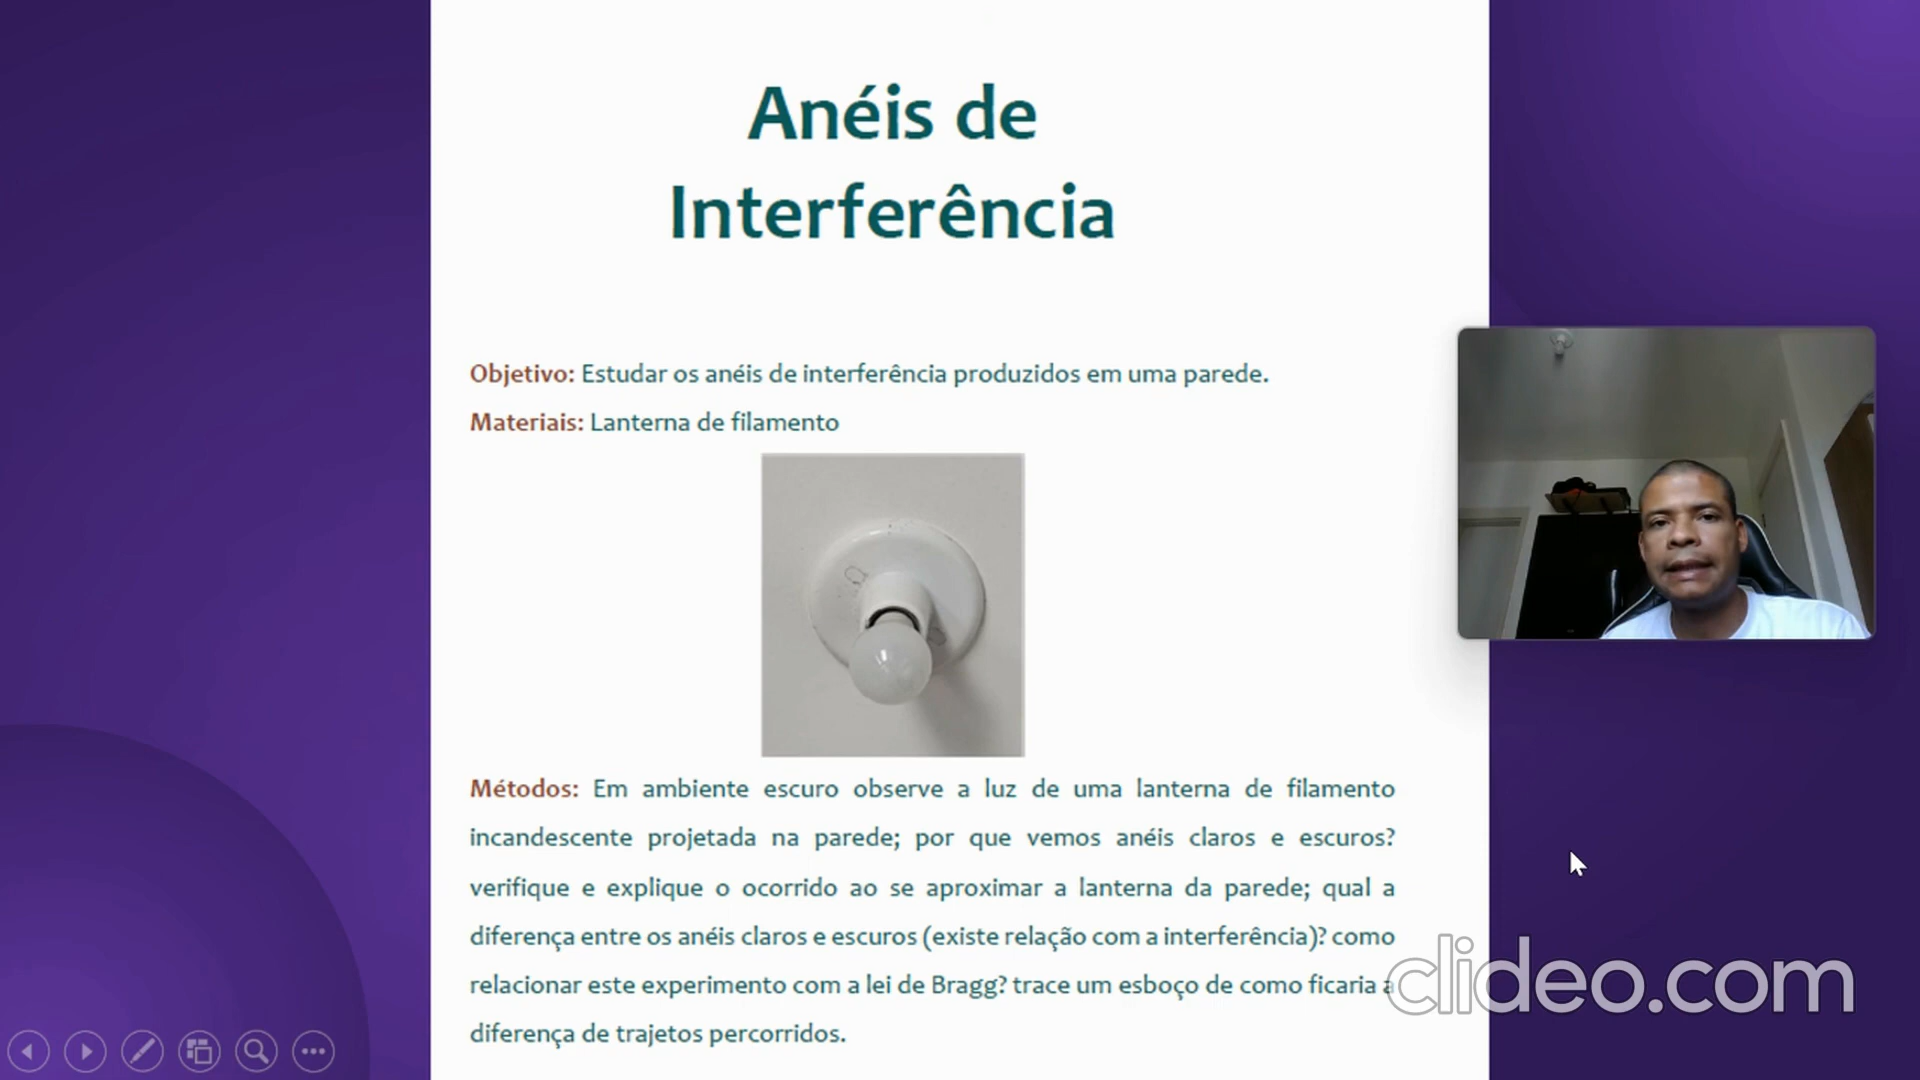 Anéis de
Interferência
Objetivo: Estudar os anéis de interferência produzidos em uma parede.
Materiais: Lanterna de filamento
Métodos: Em ambiente escuro observe a luz de uma lanterna de filamento
incandescente projetada na parede; por que vemos anéis claros e escuros?
verifique e explique o ocorrido ao se aproximar a lanterna da parede; qual a
diferença entre os anéis claros e escuros (existe relação com a interferência)? como
relacionar este experimento com a lei de Bragg? trace um esboço de como ficaria a
diferença de trajetos percorridos.
clideo.com